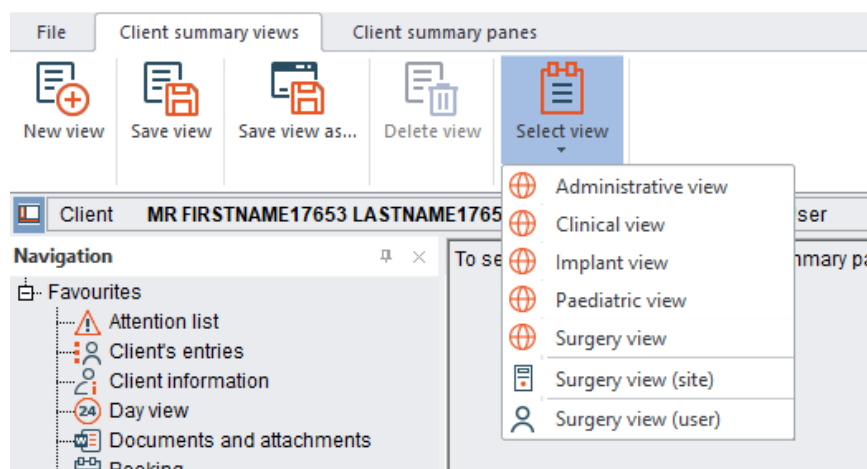 File Client summary views Client summary panes
New view Save view Save view as... Delete view Select view
Administrative view
Clinical view
Implant view
Paediatric view
Surgery view
Surgery view (site)
Surgery view (user)
Client MR FIRSTNAME17653 LASTNAME1765 ser
Navigation
To se
Favourites
Attention list
Client's entries
Client information
24 Day view
Documents and attachments